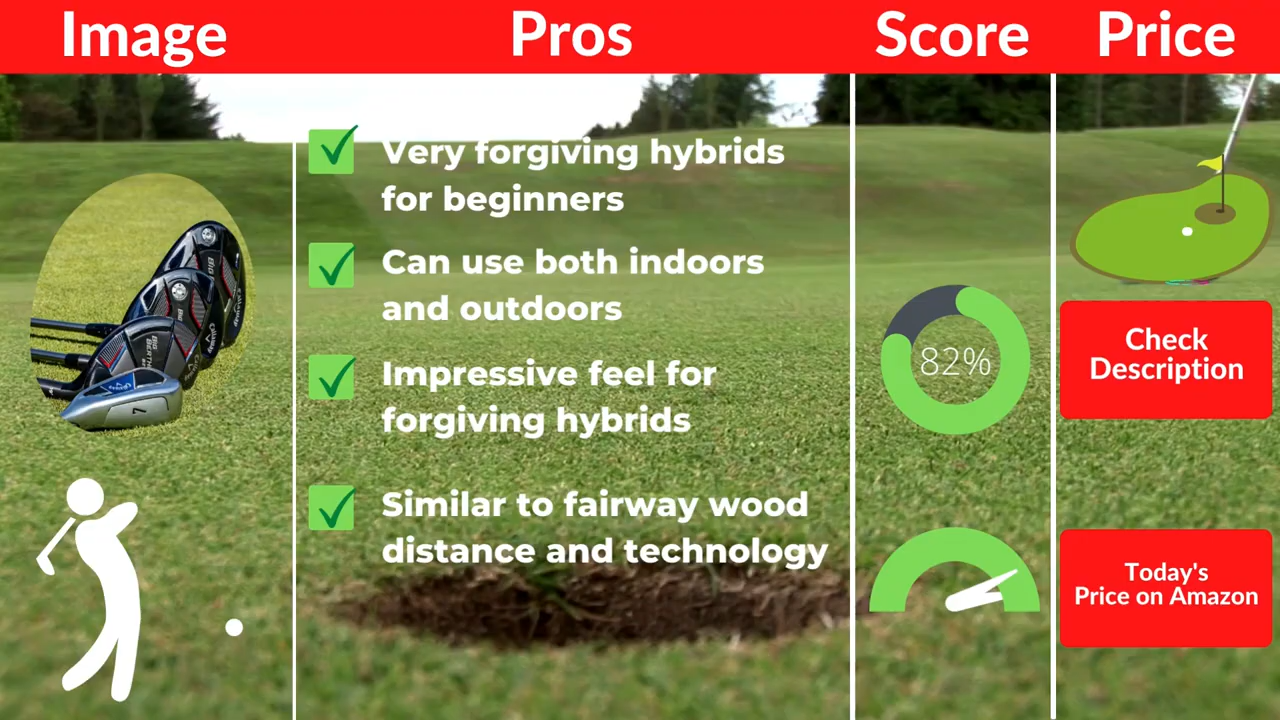 Image
Pros
Score
Price
Very forgiving hybrids
for beginners
Can use both indoors
and outdoors
Impressive feel for
forgiving hybrids
Similar to fairway wood
distance and technology
82%
Check
Description
Today's
Price on Amazon
7